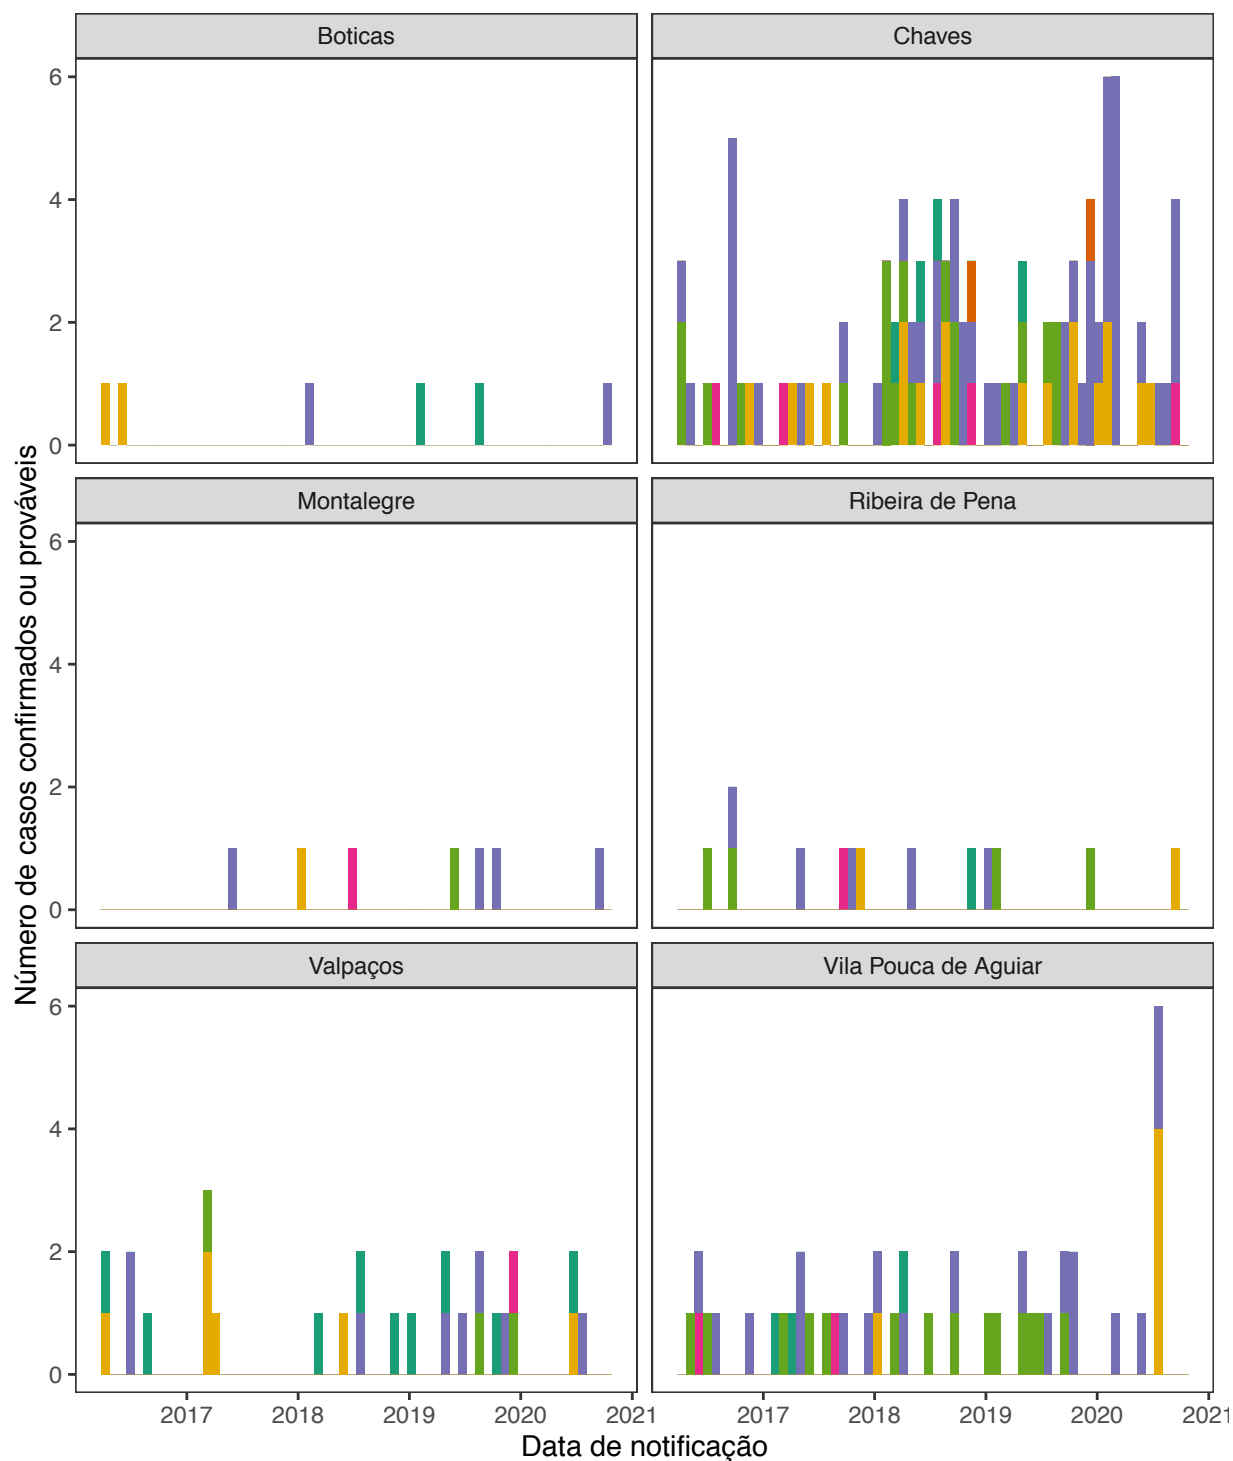 Boticas
Chaves
6
4
2
0
Montalegre
Ribeira de Pena
6
4
2
0
Número de casos confirmados ou prováveis
Valpaços
Vila Pouca de Aguiar
6
4
2
0
2017 2018 2019 2020 2021
2017 2018 2019 2020 2021
Data de notificação